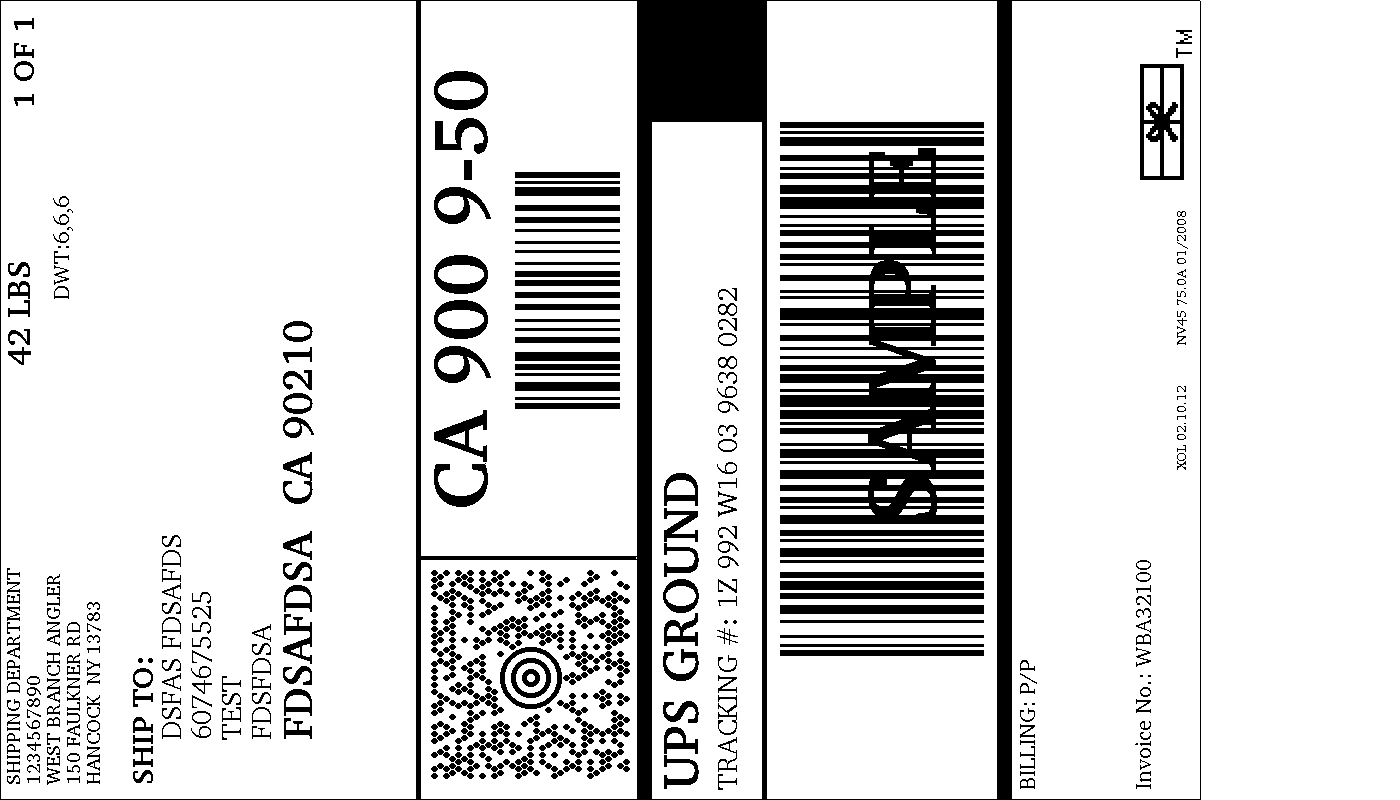 SHIPPING DEPARTMENT
1234567890
WEST BRANCH ANGLER
150 FAULKNER RD
HANCOCK NY 13783
42 LBS
1 OF 1
DWT:6,6,6
SHIP TO:
DSFAS FDSAFDS
6074675525
TEST
FDSFDSA
FDSAFDSA CA 90210
CA 900 9-50
UPS GROUND
TRACKING #: 1Z 992 W16 03 9638 0282
SAMPLE
BILLING: P/P
Invoice No.: WBA32100
XOL 02.10.12 NV45 75.0A 01/2008
TM